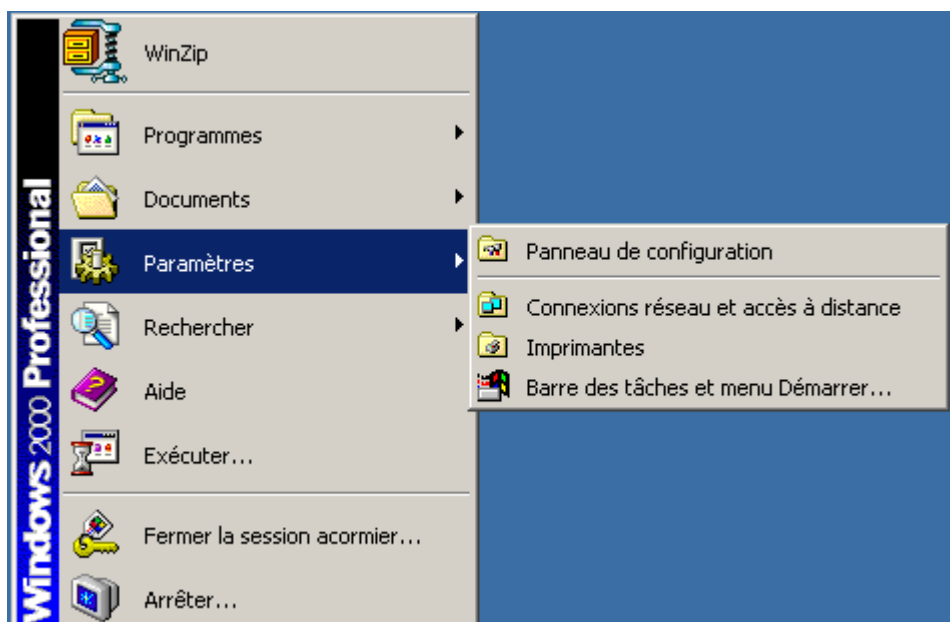 Windows 2000 Professional
WinZip
Programmes
Documents
Paramètres
Rechercher
Aide
Exécuter...
Fermer la session acormier...
Arrêter...
Panneau de configuration
Connexions réseau et accès à distance
Imprimantes
Barre des tâches et menu Démarrer...